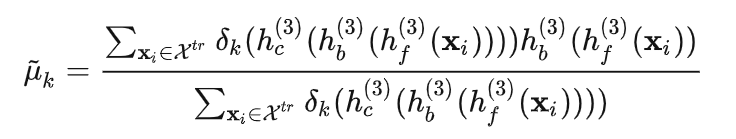 $$\tilde{\mu}_k = \frac{\sum_{\mathbf{x}_i \in \mathcal{X}^{tr}} \delta_k(h_c^{(3)}(h_b^{(3)}(h_f^{(3)}(\mathbf{x}_i))))h_b^{(3)}(h_f^{(3)}(\mathbf{x}_i))}{\sum_{\mathbf{x}_i \in \mathcal{X}^{tr}} \delta_k(h_c^{(3)}(h_b^{(3)}(h_f^{(3)}(\mathbf{x}_i))))}$$